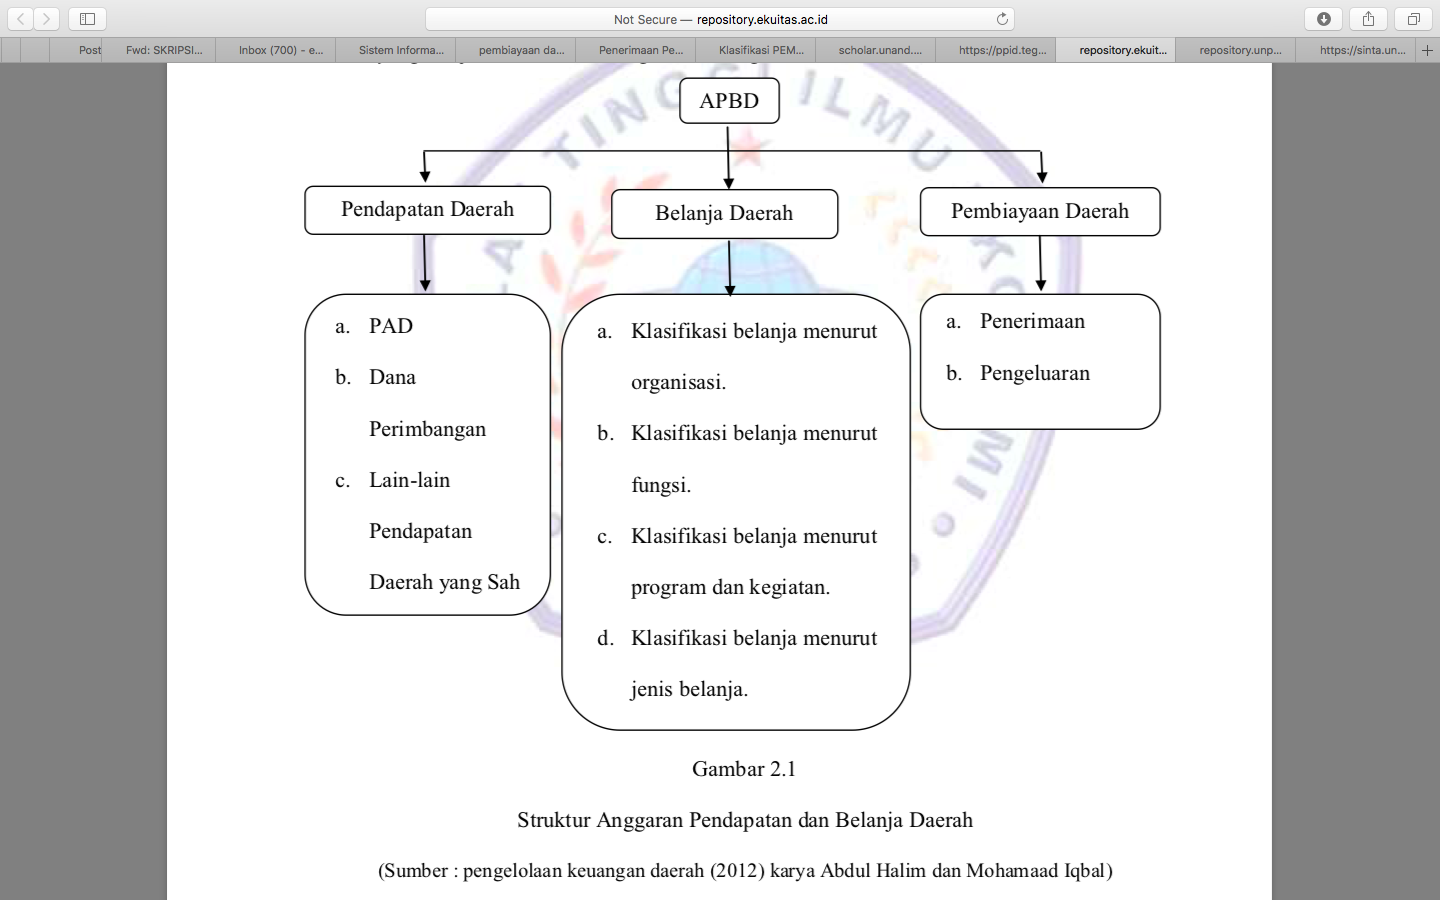 Not Secure — repository.ekuitas.ac.id
Post
Fwd: SKRIPSI...
Inbox (700) - e...
Sistem Informa...
pembiayaan da...
Penerimaan Pe...
Klasifikasi PEM...
scholar.unand....
https://ppid.teg...
repository.ekuit...
repository.unp...
https://sinta.un...
TINGGI ILMU
APBD
Pendapatan Daerah
Belanja Daerah
Pembiayaan Daerah
a. PAD
b. Dana
Perimbangan
c. Lain-lain
Pendapatan
Daerah yang Sah
a. Klasifikasi belanja menurut
organisasi.
b. Klasifikasi belanja menurut
fungsi.
c. Klasifikasi belanja menurut
program dan kegiatan.
d. Klasifikasi belanja menurut
jenis belanja.
a. Penerimaan
b. Pengeluaran
Gambar 2.1
Struktur Anggaran Pendapatan dan Belanja Daerah
(Sumber : pengelolaan keuangan daerah (2012) karya Abdul Halim dan Mohamaad Iqbal)